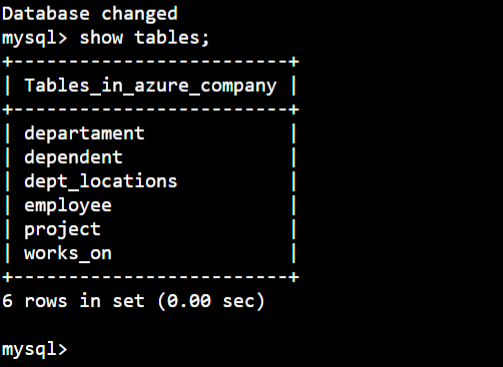 Database changed
mysql> show tables;
+-------------------------+
| Tables_in_azure_company |
+-------------------------+
| departament             |
| dependent               |
| dept_locations          |
| employee                |
| project                 |
| works_on                |
+-------------------------+
6 rows in set (0.00 sec)
mysql>